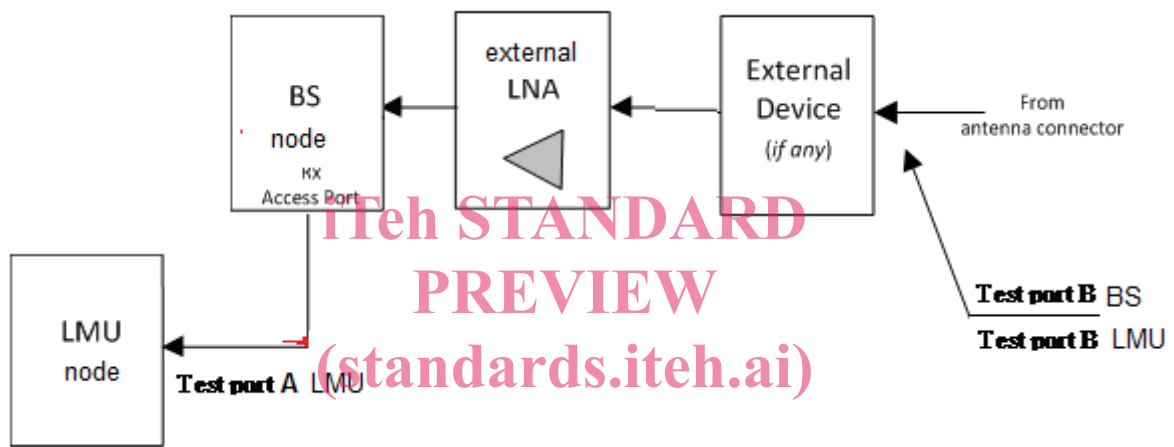 BS
node
RX
Access Port
external
LNA
External
Device
(if any)
From
antenna connector
iTeh STANDARD
PREVIEW
(standards.iteh.ai)
LMU
node
Test port A LMU
Test port B BS
Test port B LMU